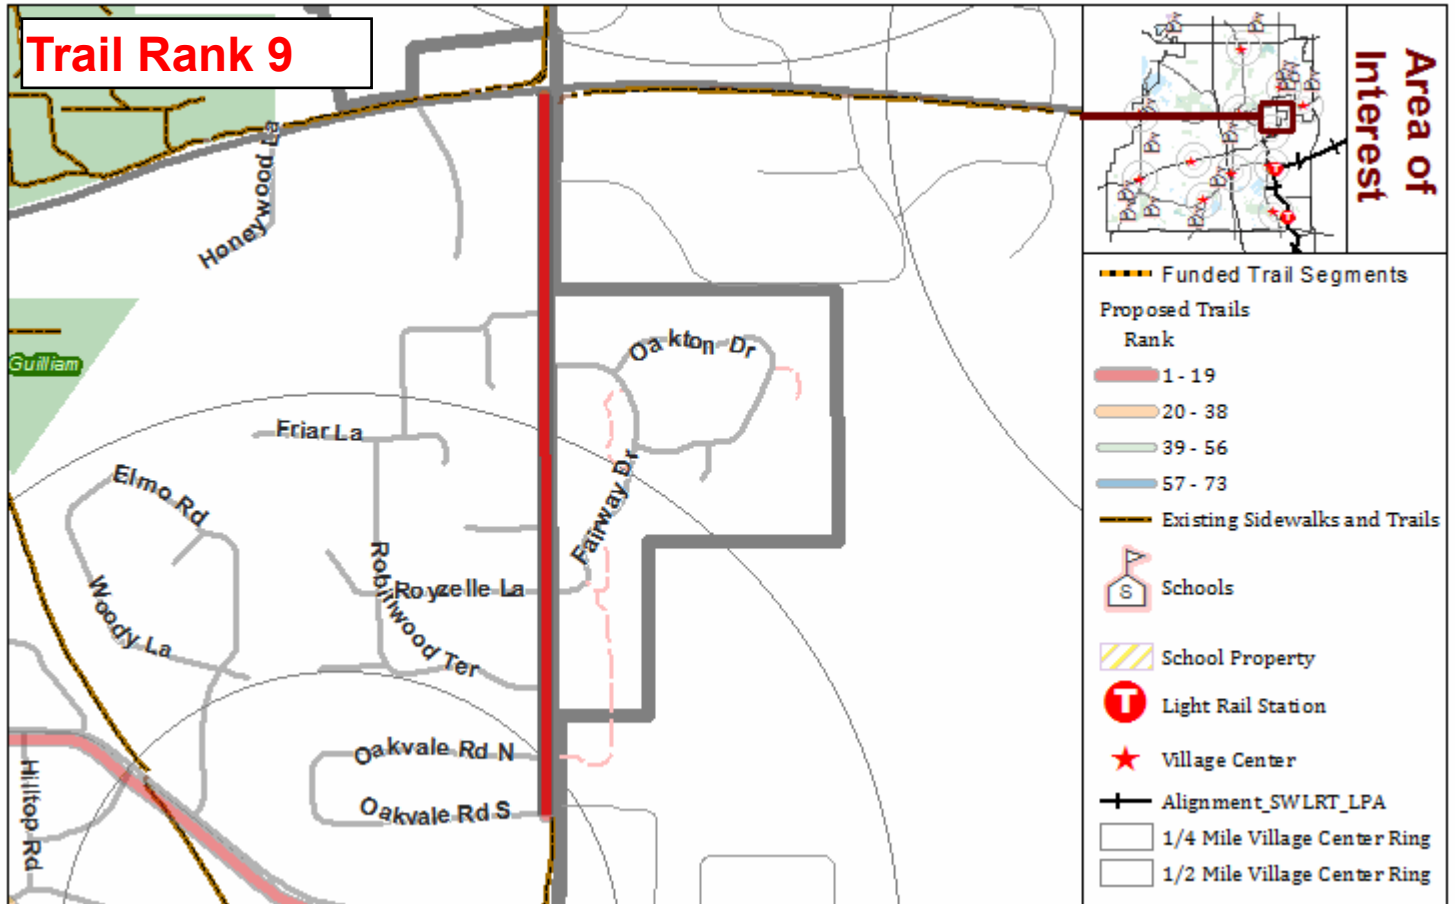 Trail Rank 9
Area of
Interest
Honeywood La
Guilliam
Oakton Dr
Friar La
Elmo Rd
Fairway Dr
Woody La
Royzelle La
Robinwood Ter
Oakvale Rd N
Oakvale Rd S
Hilltop Rd
T
T
Funded Trail Segments
Proposed Trails
Rank
1 - 19
20 - 38
39 - 56
57 - 73
Existing Sidewalks and Trails
S
Schools
School Property
T
Light Rail Station
Village Center
Alignment_SWLRT_LPA
1/4 Mile Village Center Ring
1/2 Mile Village Center Ring